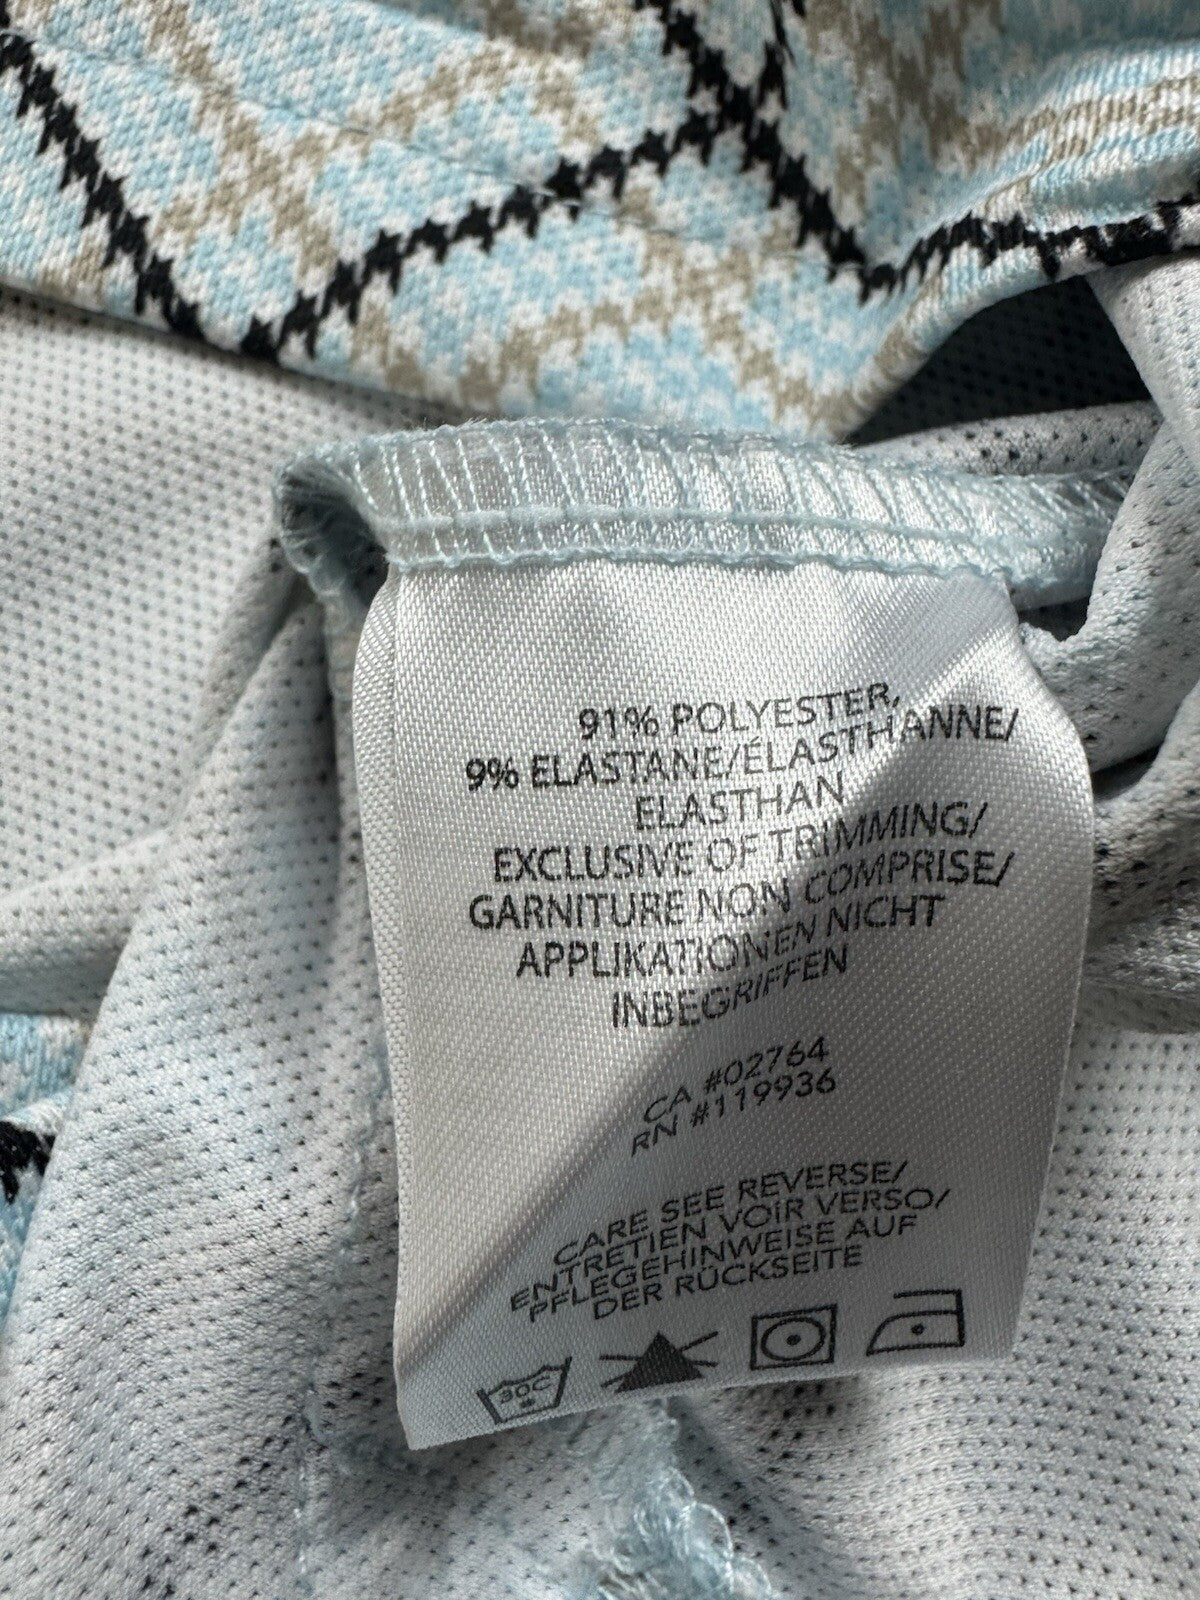 91% POLYESTER,
9% ELASTANE/ÉLASTHANNE/
ELASTHAN
EXCLUSIVE OF TRIMMING/
GARNITURE NON COMPRISE/
APPLIKATIONEN NICHT
INBEGRIFFEN
CA #02764
RN #119936
CARE SEE REVERSE/
ENTRETIEN VOIR VERSO/
PFLEGEHINWEISE AUF
DER RÜCKSEITE
30C